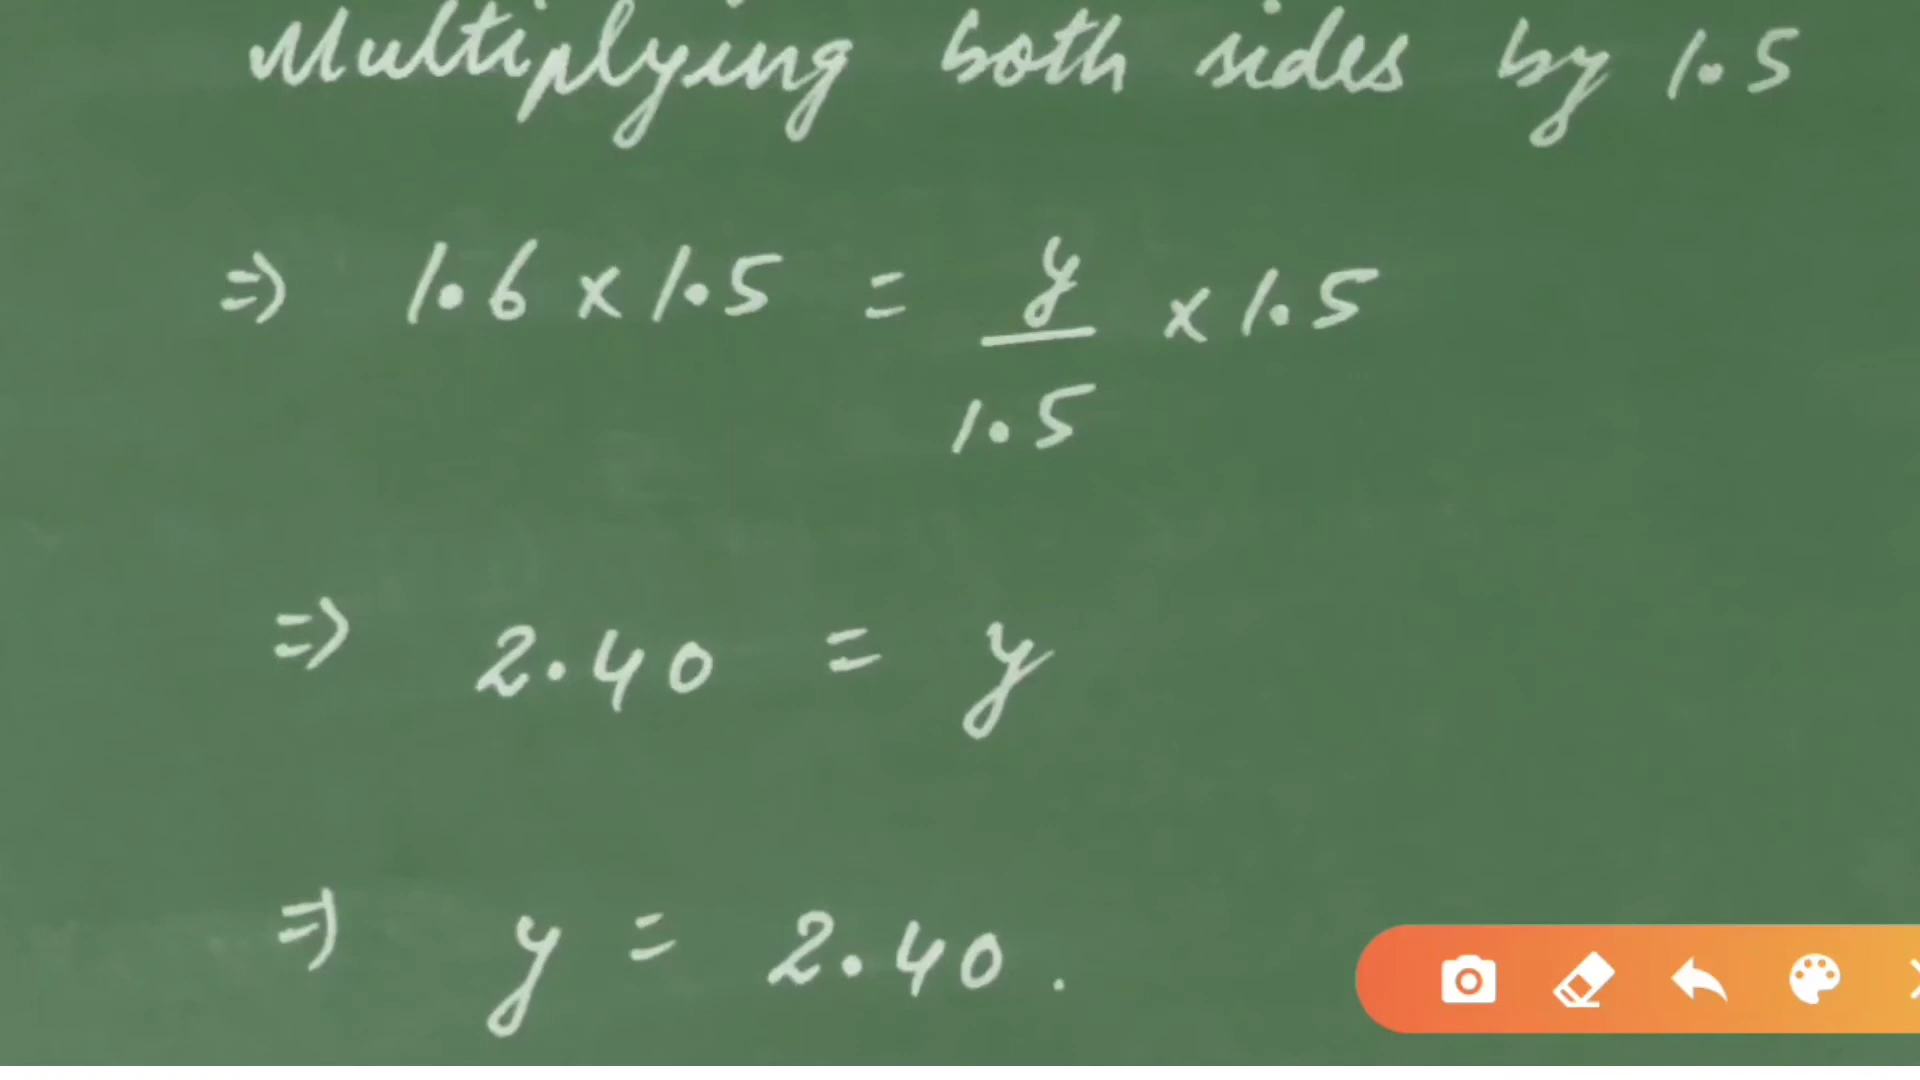 Multiplying both sides by 1.5
=> 1.6 x 1.5 = y/1.5 x 1.5
=> 2.40 = y
=> y = 2.40.